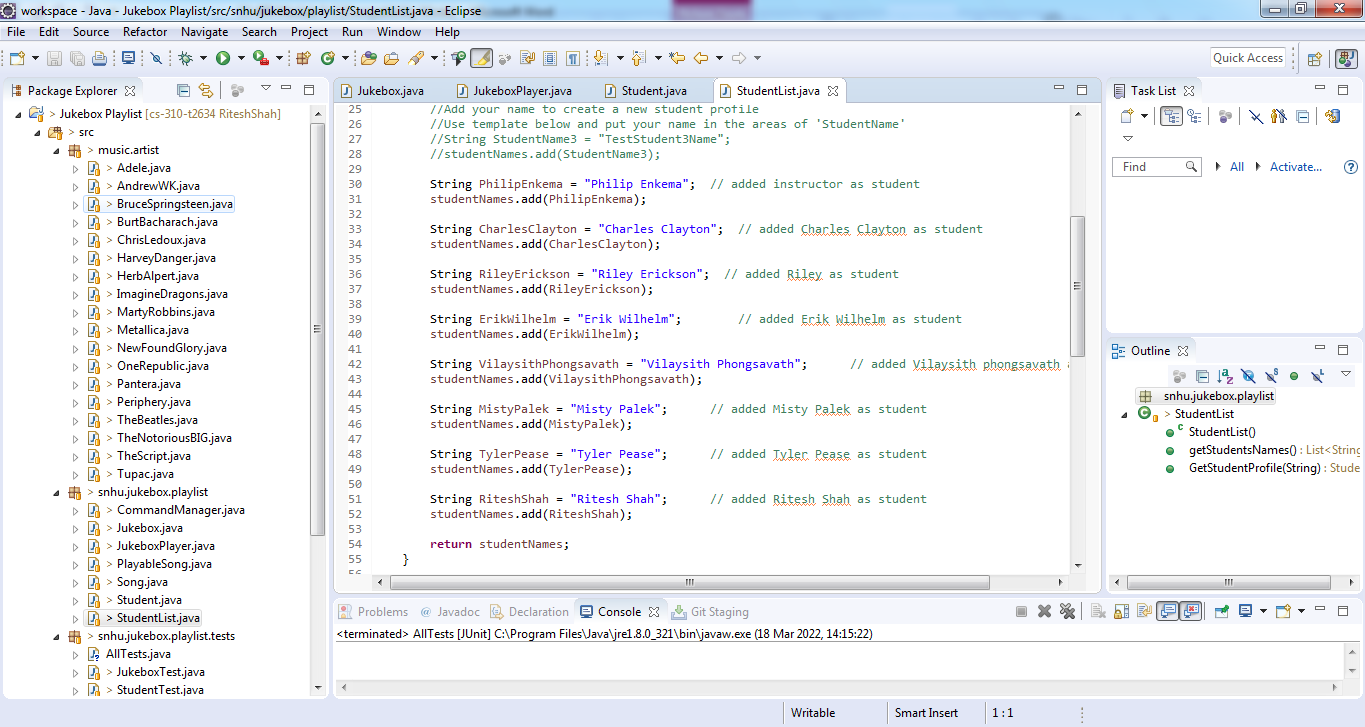 workspace - Java - Jukebox Playlist/src/snhu/jukebox/playlist/StudentList.java - Eclipse
File Edit Source Refactor Navigate Search Project Run Window Help
Quick Access
Package Explorer
> Jukebox Playlist [cs-310-t2634 RiteshShah]
> src
> music.artist
> Adele.java
> AndrewWK.java
> BruceSpringsteen.java
> BurtBacharach.java
> ChrisLedoux.java
> HarveyDanger.java
> HerbAlpert.java
> ImagineDragons.java
> MartyRobbins.java
> Metallica.java
> NewFoundGlory.java
> OneRepublic.java
> Pantera.java
> Periphery.java
> TheBeatles.java
> TheNotoriousBIG.java
> TheScript.java
> Tupac.java
> snhu.jukebox.playlist
> CommandManager.java
> Jukebox.java
> JukeboxPlayer.java
> PlayableSong.java
> Song.java
> Student.java
> StudentList.java
> snhu.jukebox.playlist.tests
AllTests.java
> JukeboxTest.java
> StudentTest.java
Jukebox.java JukeboxPlayer.java Student.java StudentList.java
25 //Add your name to create a new student profile
26 //Use template below and put your name in the areas of 'StudentName'
27 //String StudentName3 = "TestStudent3Name";
28 //studentNames.add(StudentName3);
29
30 String PhilipEnkema = "Philip Enkema"; // added instructor as student
31 studentNames.add(PhilipEnkema);
32
33 String CharlesClayton = "Charles Clayton"; // added Charles Clayton as student
34 studentNames.add(CharlesClayton);
35
36 String RileyErickson = "Riley Erickson"; // added Riley as student
37 studentNames.add(RileyErickson);
38
39 String ErikWilhelm = "Erik Wilhelm"; // added Erik Wilhelm as student
40 studentNames.add(ErikWilhelm);
41
42 String VilaysithPhongsavath = "Vilaysith Phongsavath"; // added Vilaysith phongsavath
43 studentNames.add(VilaysithPhongsavath);
44
45 String MistyPalek = "Misty Palek"; // added Misty Palek as student
46 studentNames.add(MistyPalek);
47
48 String TylerPease = "Tyler Pease"; // added Tyler Pease as student
49 studentNames.add(TylerPease);
50
51 String RiteshShah = "Ritesh Shah"; // added Ritesh Shah as student
52 studentNames.add(RiteshShah);
53
54 return studentNames;
55 }
56
Task List
Find All Activate...
Outline
snhu.jukebox.playlist
> StudentList
StudentList()
getStudentsNames() : List<String
GetStudentProfile(String) : Stude
Problems Javadoc Declaration Console Git Staging
<terminated> AllTests [JUnit] C:\Program Files\Java\jre1.8.0_321\bin\javaw.exe (18 Mar 2022, 14:15:22)
Writable Smart Insert 1 : 1